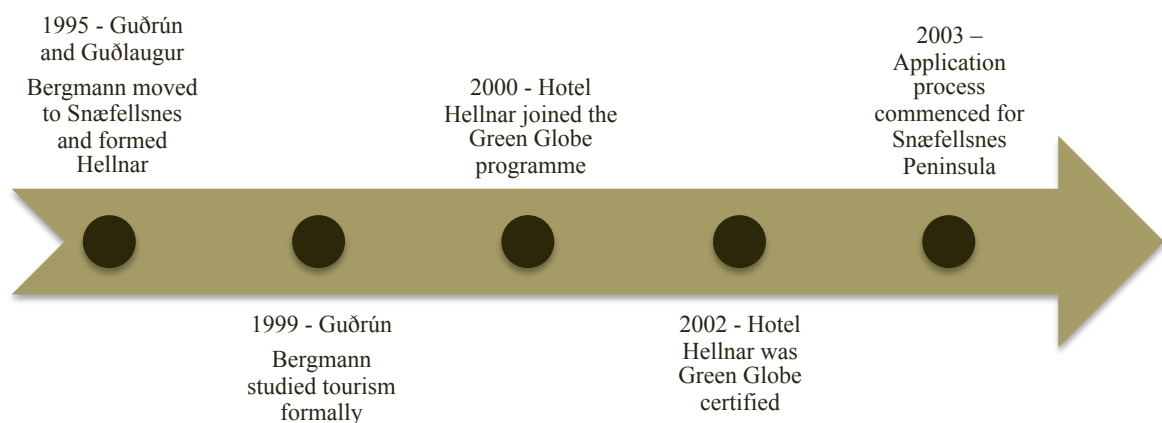 1995 - Guðrún
and Guðlaugur
Bergmann moved
to Snæfellsnes
and formed
Hellnar
1999 - Guðrún
Bergmann
studied tourism
formally
2000 - Hotel
Hellnar joined the
Green Globe
programme
2002 - Hotel
Hellnar was
Green Globe
certified
2003 –
Application
process
commenced for
Snæfellsnes
Peninsula